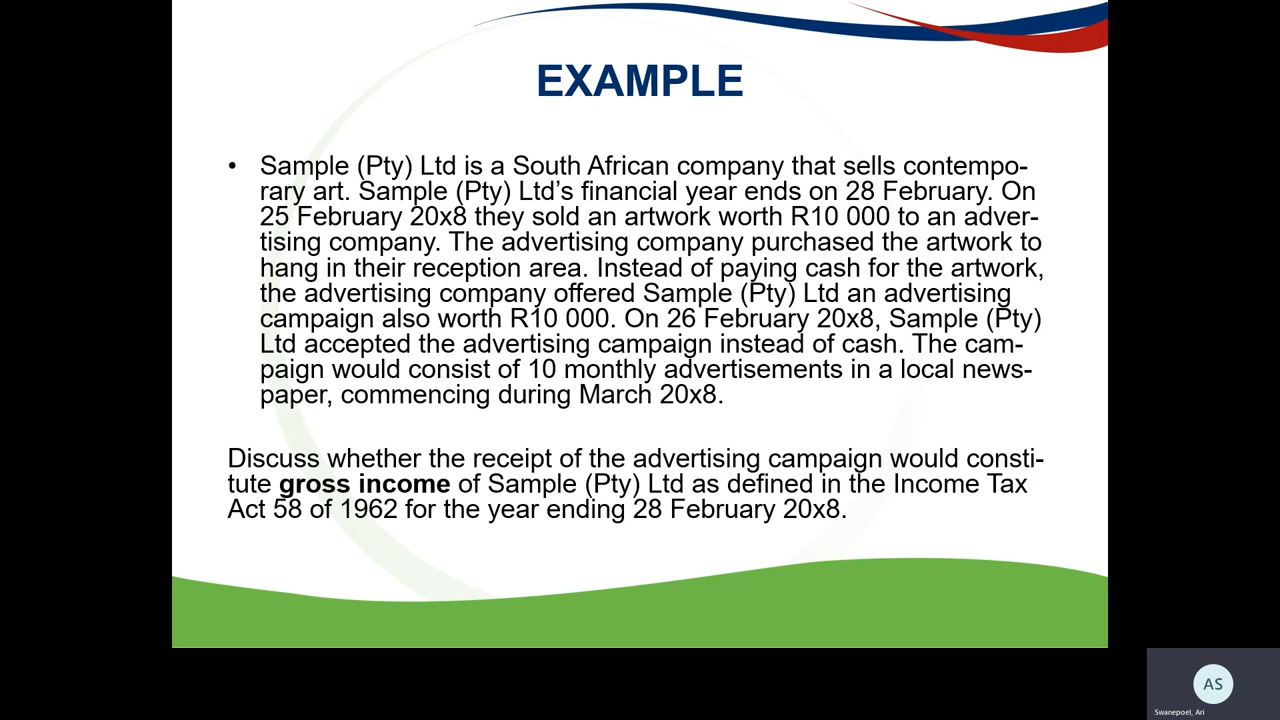 EXAMPLE
• Sample (Pty) Ltd is a South African company that sells contempo-
rary art. Sample (Pty) Ltd’s financial year ends on 28 February. On
25 February 20x8 they sold an artwork worth R10 000 to an adver-
tising company. The advertising company purchased the artwork to
hang in their reception area. Instead of paying cash for the artwork,
the advertising company offered Sample (Pty) Ltd an advertising
campaign also worth R10 000. On 26 February 20x8, Sample (Pty)
Ltd accepted the advertising campaign instead of cash. The cam-
paign would consist of 10 monthly advertisements in a local news-
paper, commencing during March 20x8.
Discuss whether the receipt of the advertising campaign would consti-
tute gross income of Sample (Pty) Ltd as defined in the Income Tax
Act 58 of 1962 for the year ending 28 February 20x8.
AS
Swanepoel, Ari